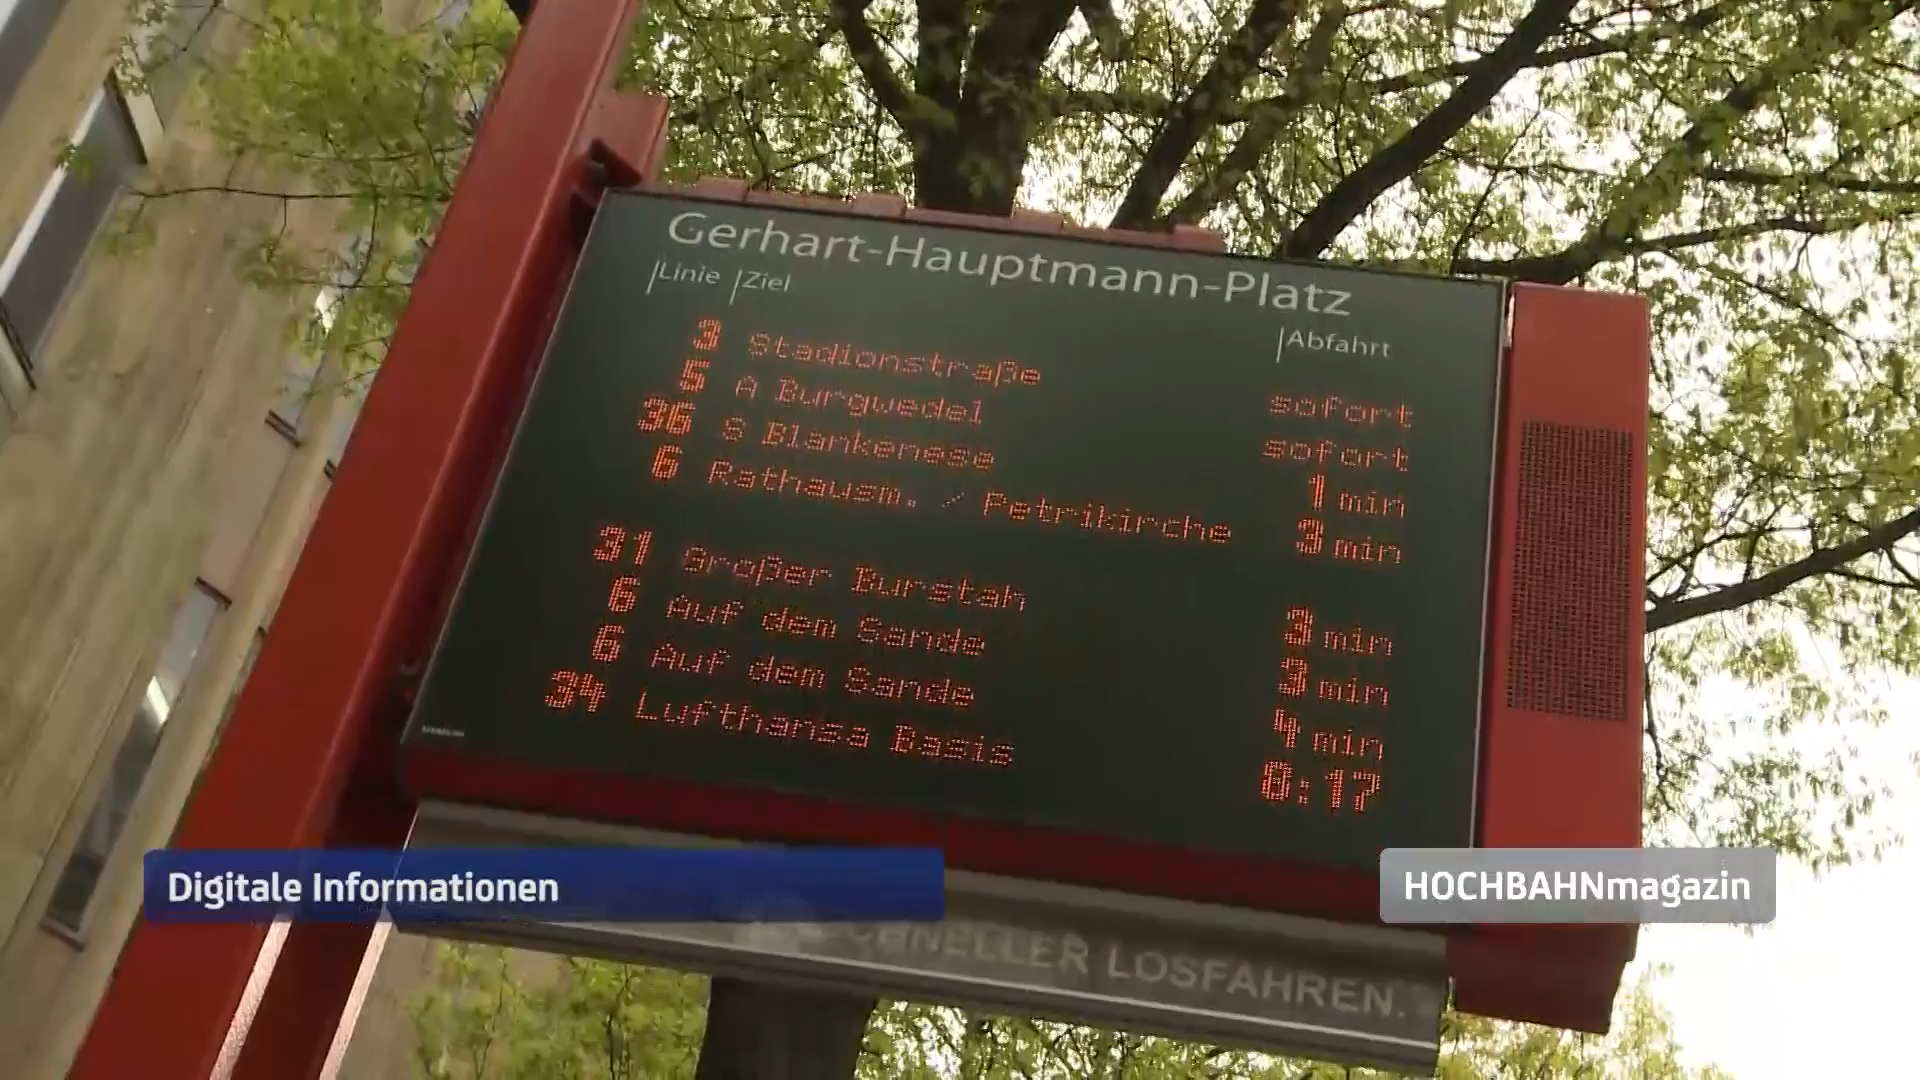 Gerhart-Hauptmann-Platz
|Linie |Ziel |Abfahrt
3 Stadionstraße sofort
5 A Burgwedel sofort
36 S Blankenese 1 min
6 Rathausm. / Petrikirche 3 min
31 Großer Burstah 3 min
6 Auf dem Sande 3 min
6 Auf dem Sande 4 min
34 Lufthansa Basis 0:17
Digitale Informationen
HOCHBAHNmagazin
LOSFAHREN.